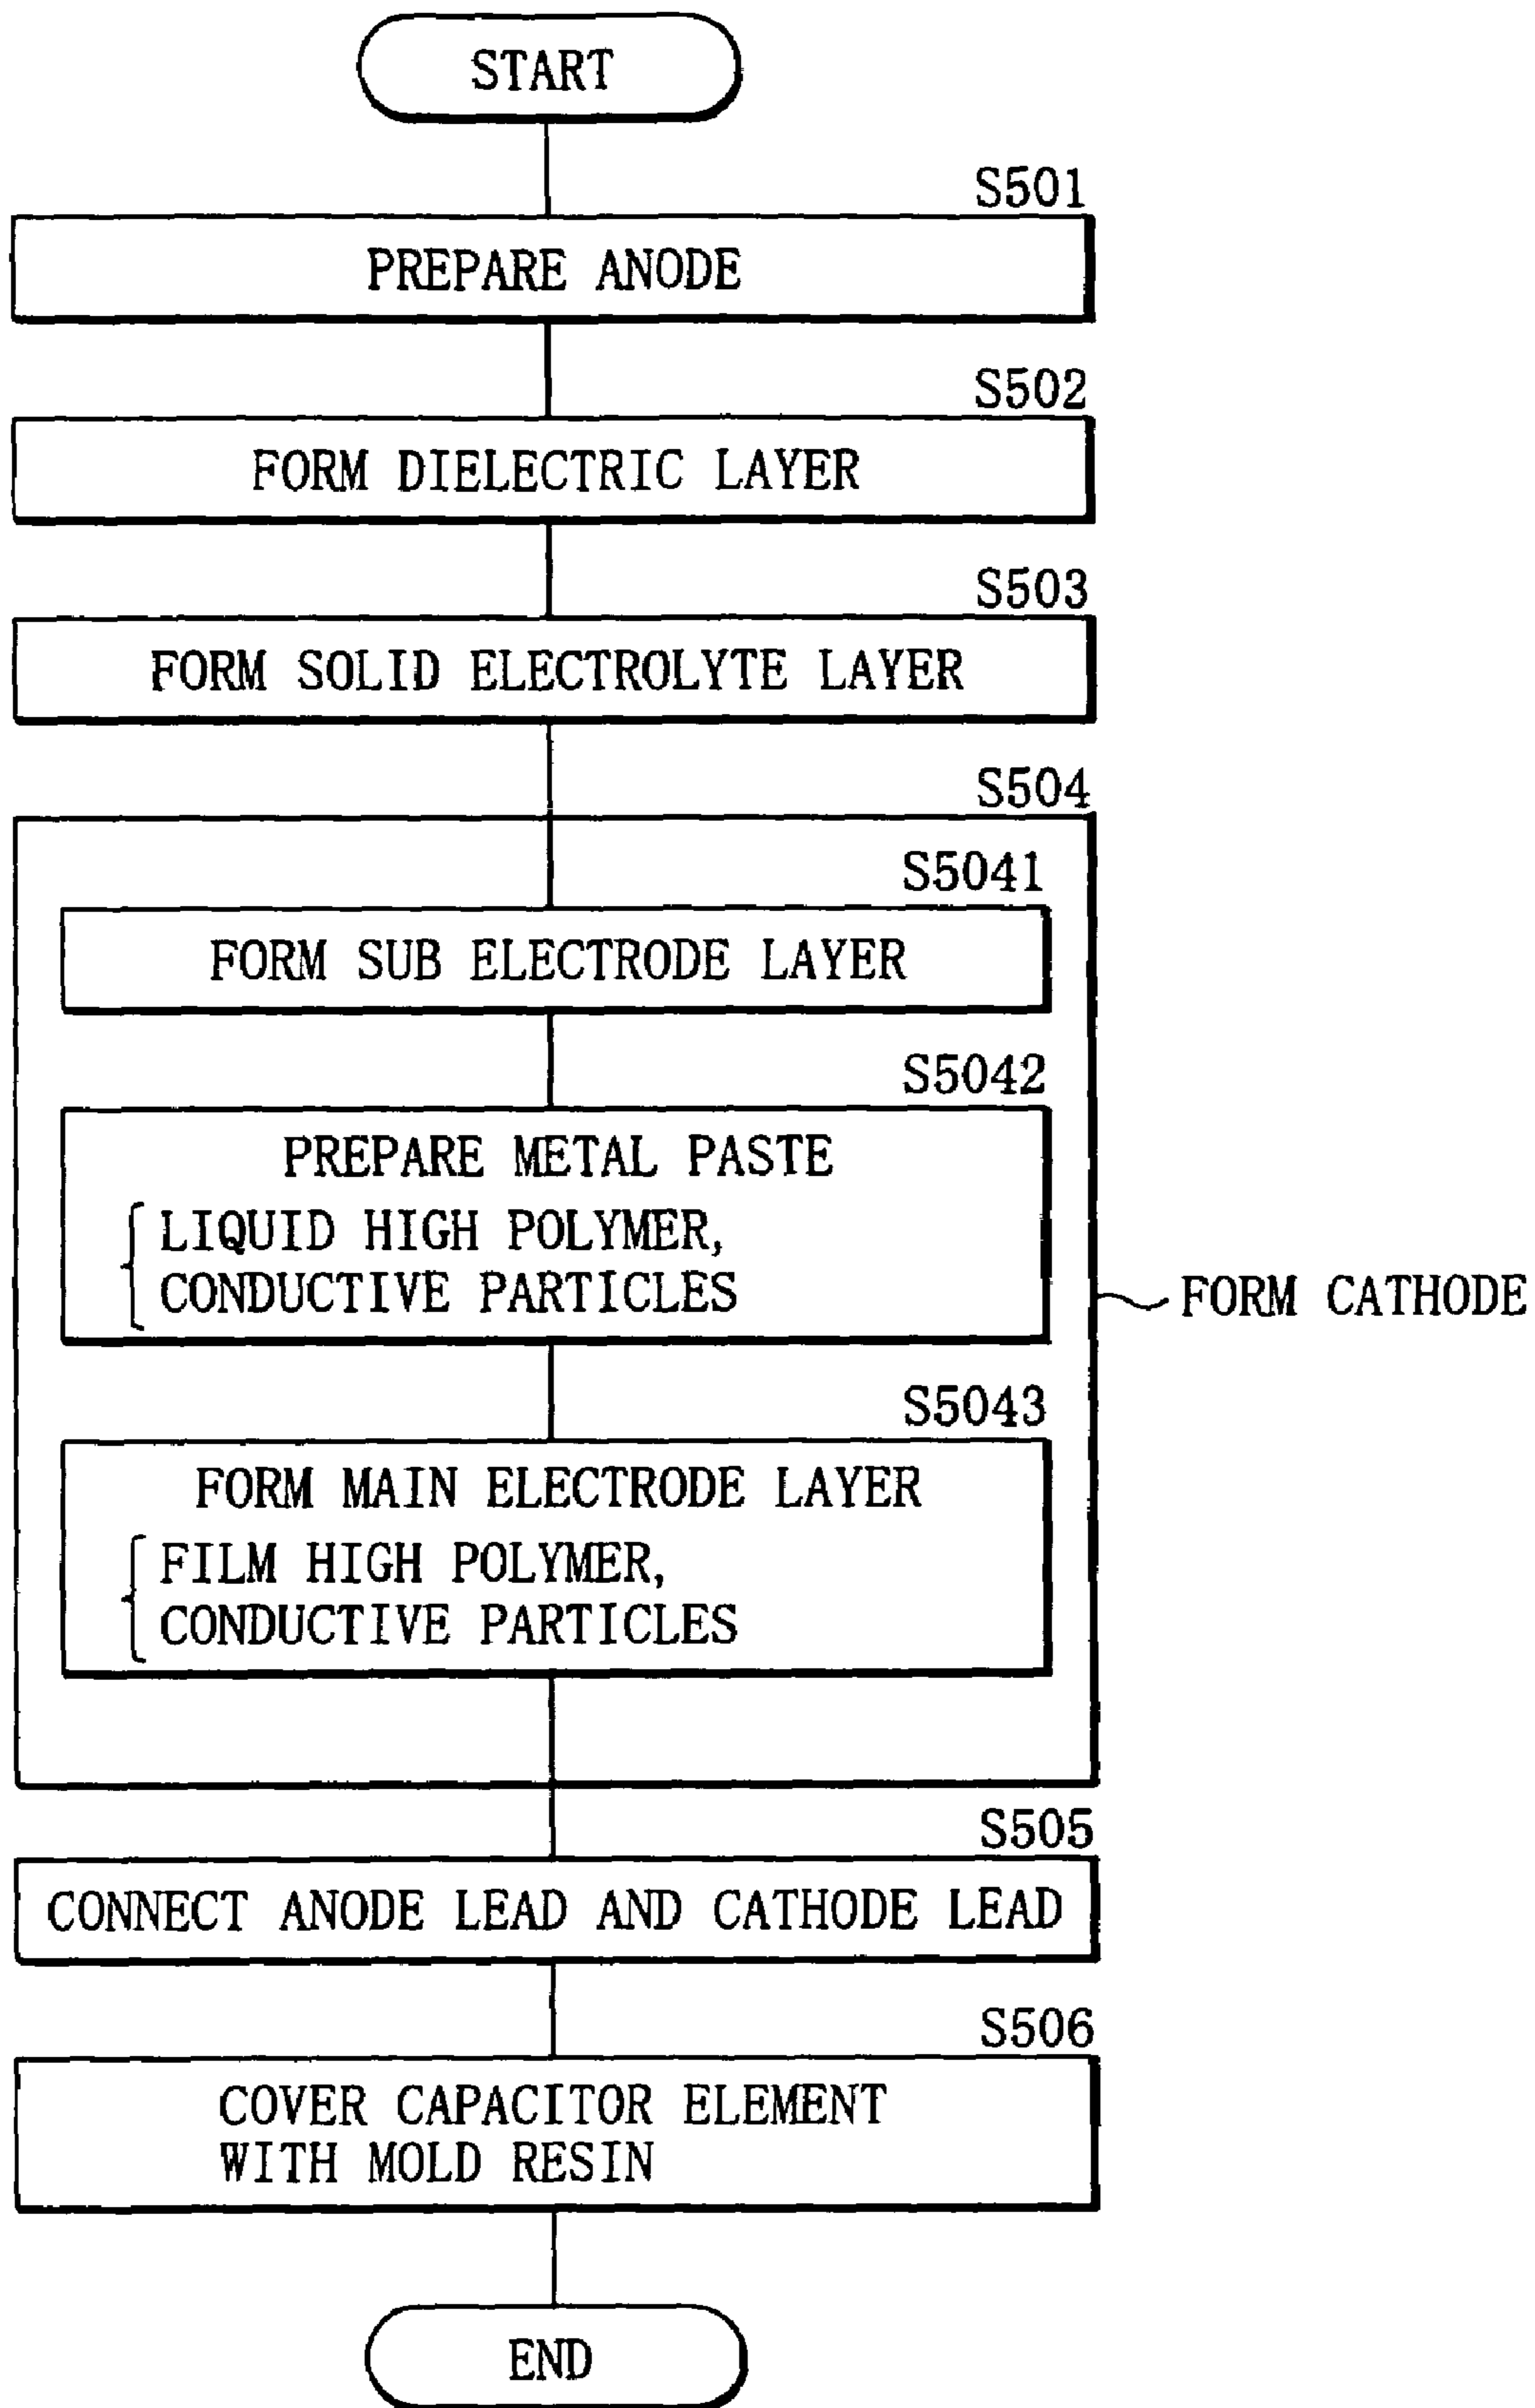 START
S501
PREPARE ANODE
S502
FORM DIELECTRIC LAYER
S503
FORM SOLID ELECTROLYTE LAYER
S504
S5041
FORM SUB ELECTRODE LAYER
S5042
PREPARE METAL PASTE
LIQUID HIGH POLYMER,
CONDUCTIVE PARTICLES
FORM CATHODE
S5043
FORM MAIN ELECTRODE LAYER
FILM HIGH POLYMER,
CONDUCTIVE PARTICLES
S505
CONNECT ANODE LEAD AND CATHODE LEAD
S506
COVER CAPACITOR ELEMENT
WITH MOLD RESIN
END